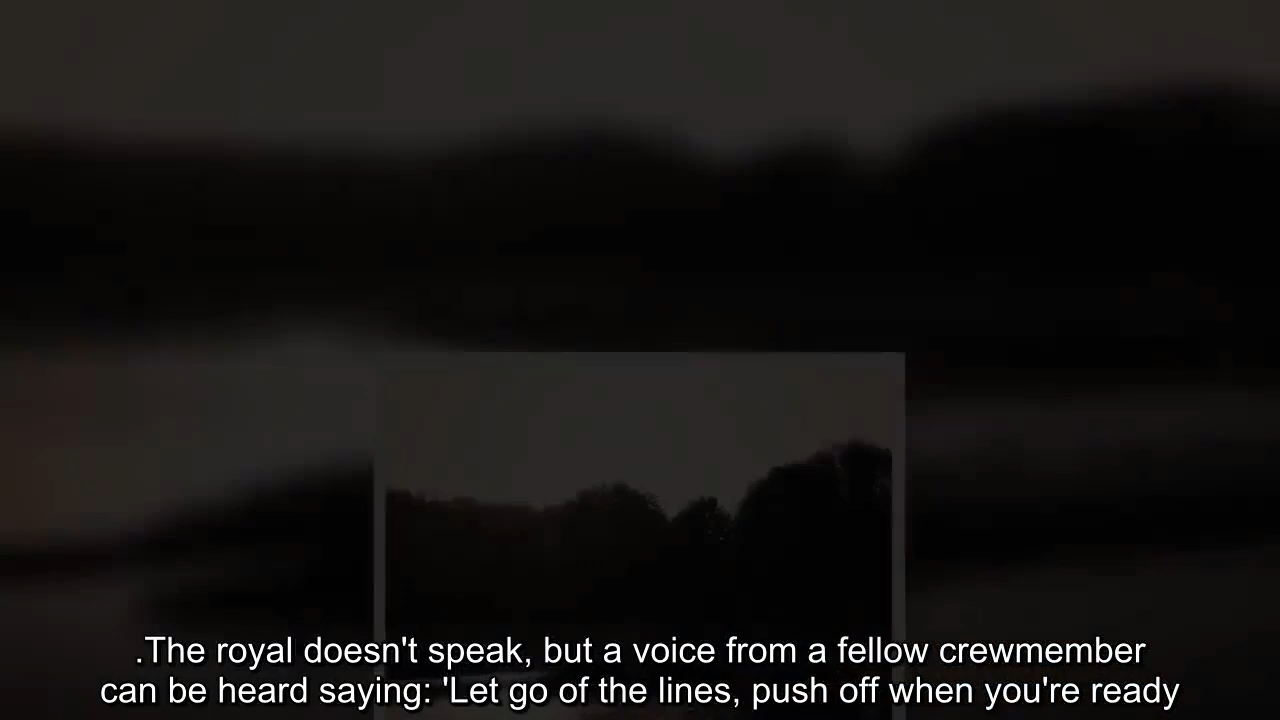 .The royal doesn't speak, but a voice from a fellow crewmember
can be heard saying: 'Let go of the lines, push off when you're ready